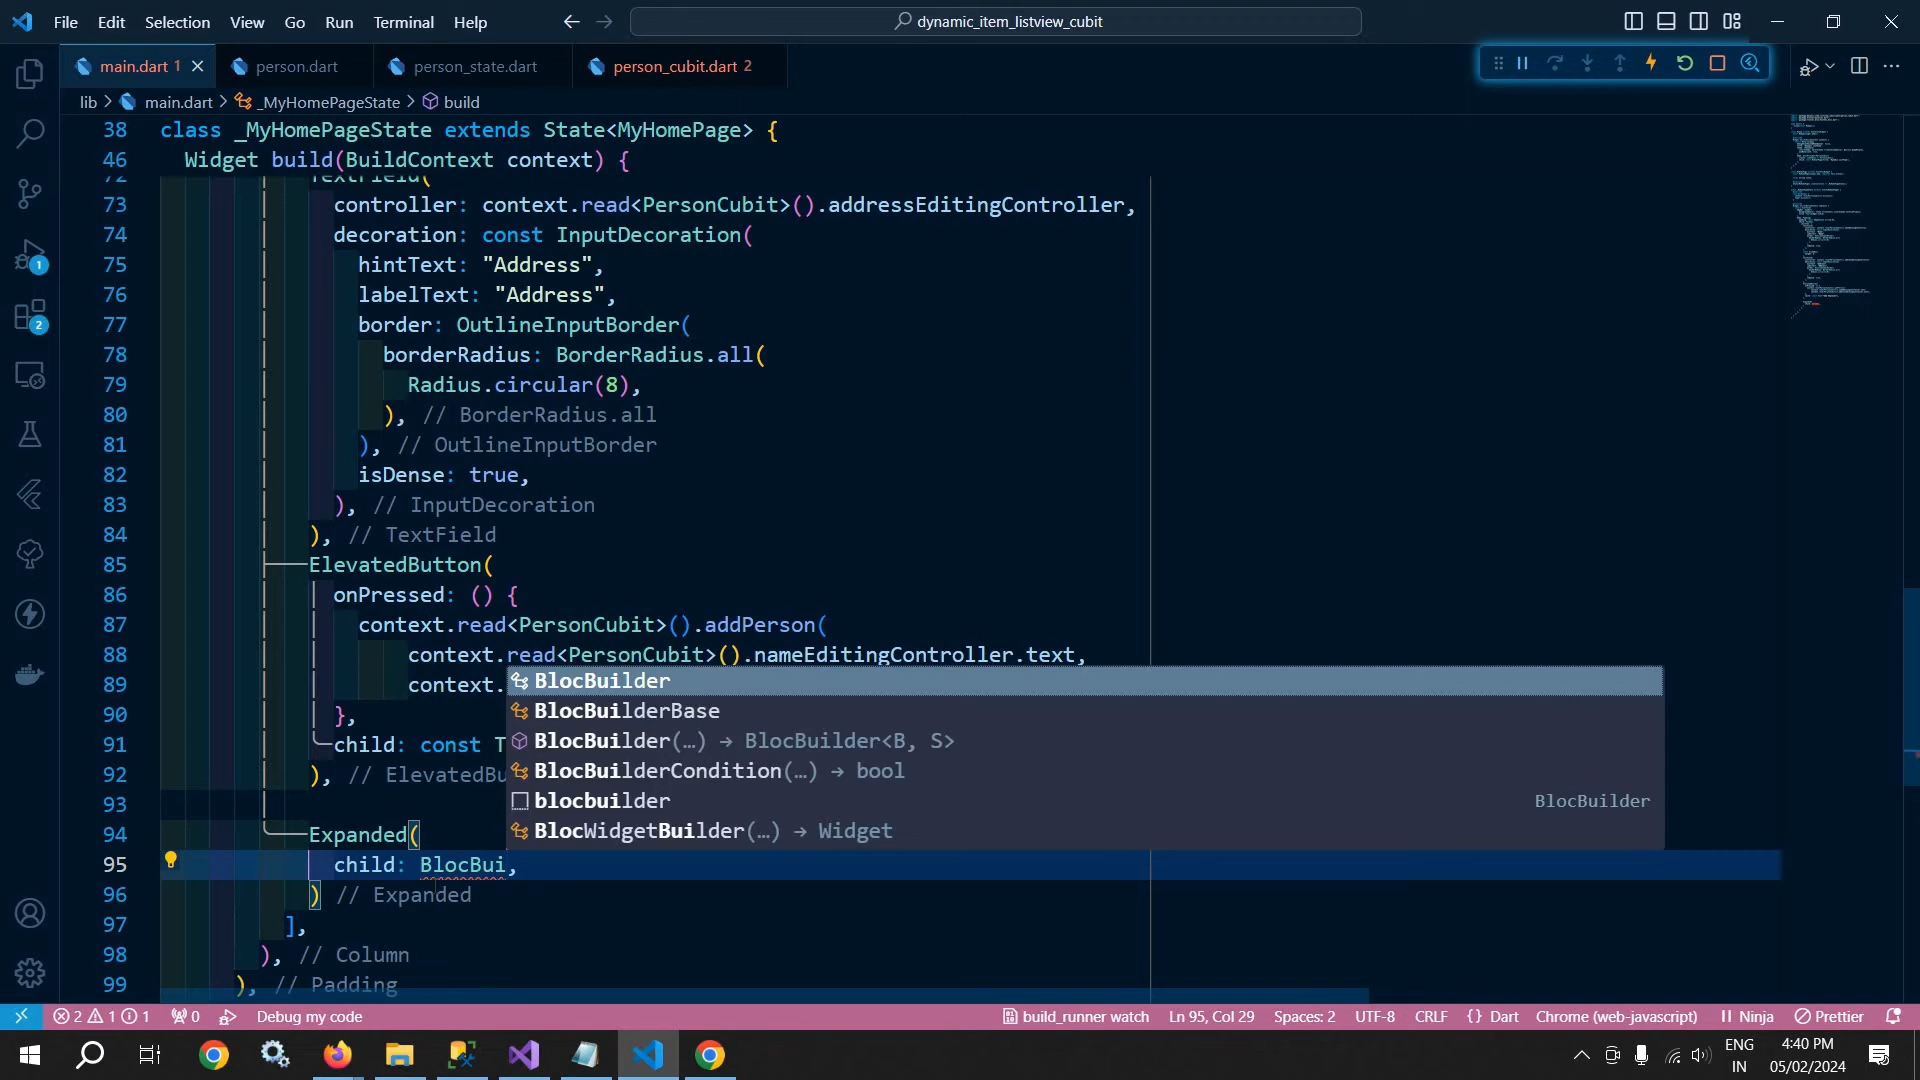 File Edit Selection View Go Run Terminal Help
dynamic_item_listview_cubit
main.dart 1
person.dart
person_state.dart
person_cubit.dart 2
lib > main.dart > _MyHomePageState > build
38 class _MyHomePageState extends State<MyHomePage> {
46 Widget build(BuildContext context) {
72 TextField(
73 controller: context.read<PersonCubit>().addressEditingController,
74 decoration: const InputDecoration(
75 hintText: "Address",
76 labelText: "Address",
77 border: OutlineInputBorder(
78 borderRadius: BorderRadius.all(
79 Radius.circular(8),
80 ), // BorderRadius.all
81 ), // OutlineInputBorder
82 isDense: true,
83 ), // InputDecoration
84 ), // TextField
85 ElevatedButton(
86 onPressed: () {
87 context.read<PersonCubit>().addPerson(
88 context.read<PersonCubit>().nameEditingController.text,
89 context.
90 },
91 child: const T
92 ), // ElevatedBu
93
94 Expanded(
95 child: BlocBui,
96 ) // Expanded
97 ],
98 ), // Column
99 ), // Padding
BlocBuilder
BlocBuilderBase
BlocBuilder(…) → BlocBuilder<B, S>
BlocBuilderCondition(…) → bool
blocbuilder BlocBuilder
BlocWidgetBuilder(…) → Widget
1
2
2 1 1 0 Debug my code
build_runner watch Ln 95, Col 29 Spaces: 2 UTF-8 CRLF {} Dart Chrome (web-javascript) Ninja Prettier
ENG
IN
4:40 PM
05/02/2024